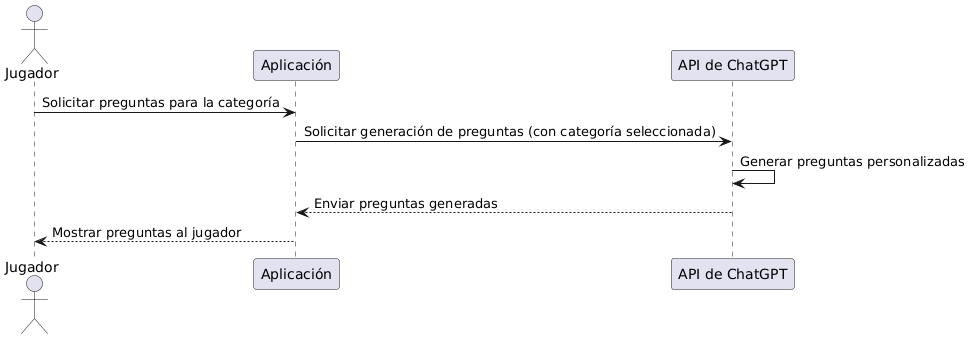 Jugador
Aplicación
API de ChatGPT
Solicitar preguntas para la categoría
Solicitar generación de preguntas (con categoría seleccionada)
Generar preguntas personalizadas
Enviar preguntas generadas
Mostrar preguntas al jugador
Jugador
Aplicación
API de ChatGPT